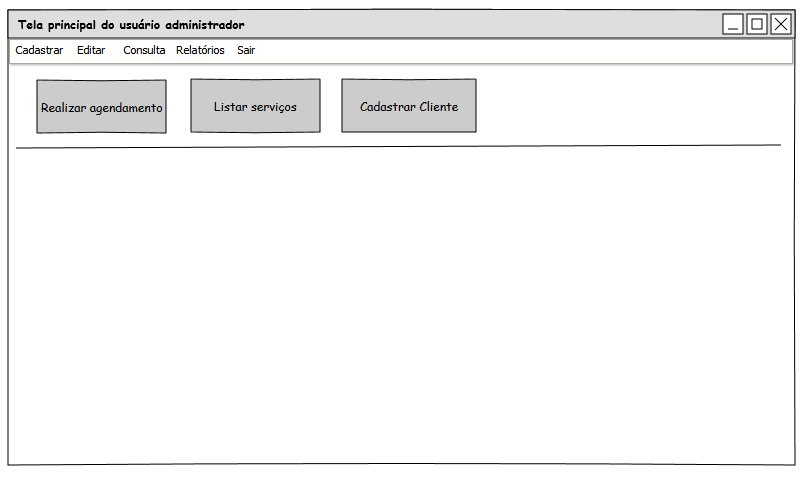 Tela principal do usuário administrador
Cadastrar Editar Consulta Relatórios Sair
Realizar agendamento Listar serviços Cadastrar Cliente